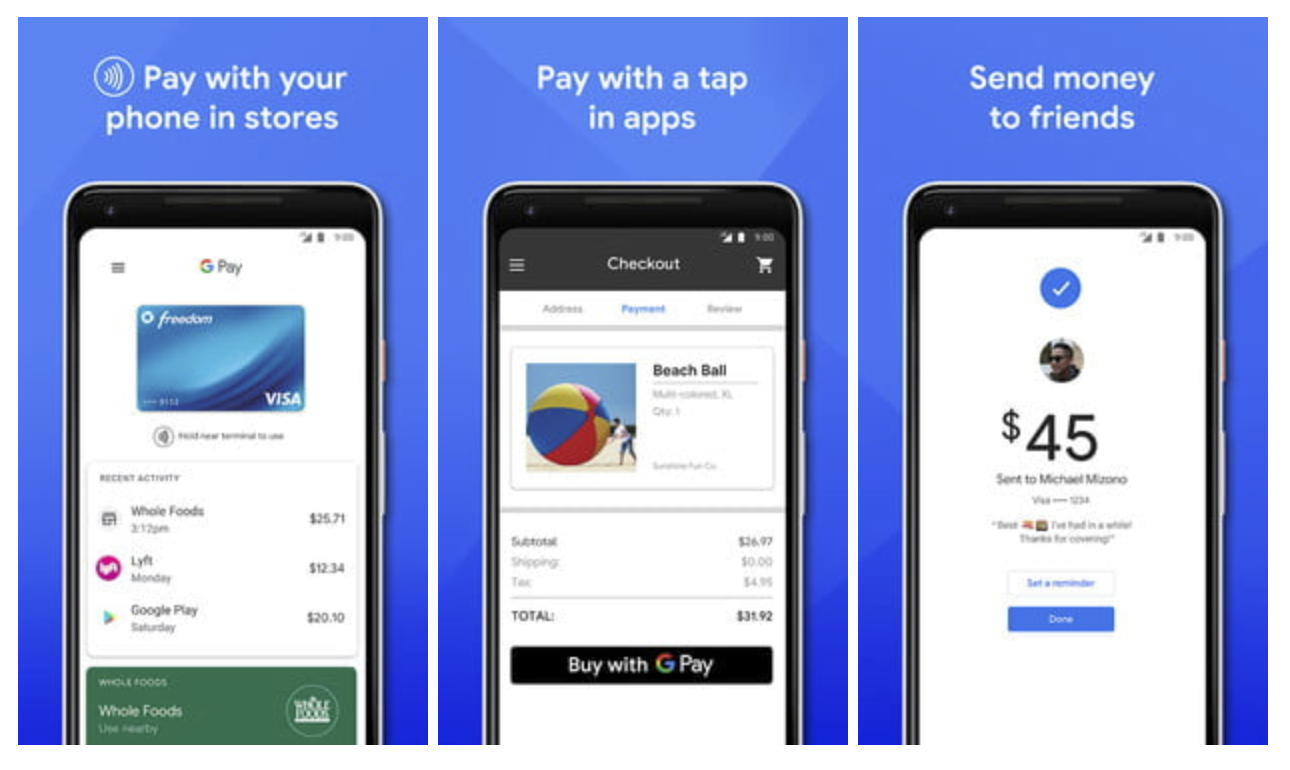 Pay with your
phone in stores
9:00
G Pay
freedom
VISA
Hold near terminal to use
RECENT ACTIVITY
Whole Foods $25.71
3:12pm
Lyft $12.34
Monday
Google Play $20.10
Saturday
WHOLE FOODS
Whole Foods
Use nearby
WHOLE
FOODS
Pay with a tap
in apps
9:00
Checkout
Address Payment Review
Beach Ball
Multi-colored, XL
Qty: 1
Sunshine Fun Co.
Subtotal: $26.97
Shipping: $0.00
Tax: $4.95
TOTAL: $31.92
Buy with G Pay
Send money
to friends
9:00
$45
Sent to Michael Mizono
Visa •••• 1234
"Best 🍣🍱 I've had in a while!
Thanks for covering!"
Set a reminder
Done